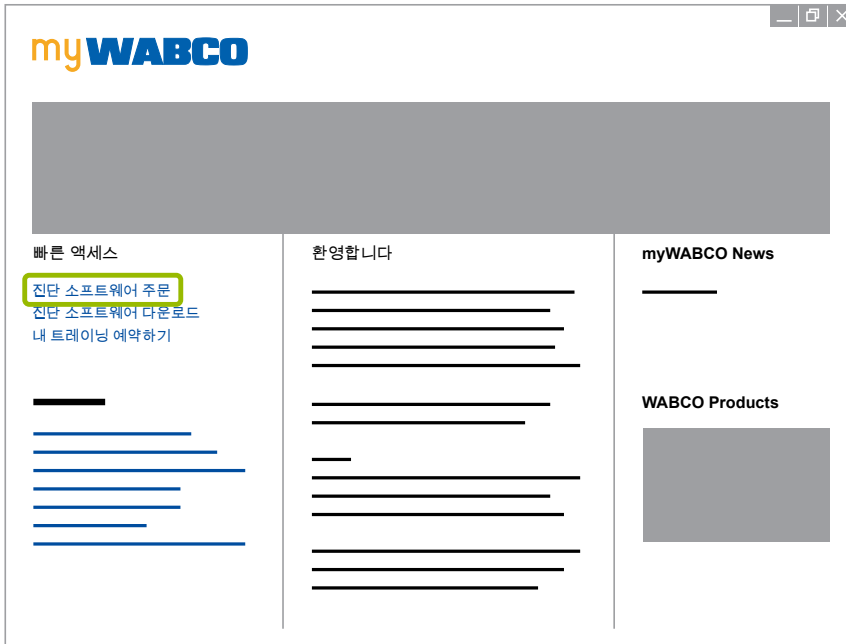 myWABCO
빠른 액세스
진단 소프트웨어 주문
진단 소프트웨어 다운로드
내 트레이닝 예약하기
환영합니다
myWABCO News
WABCO Products